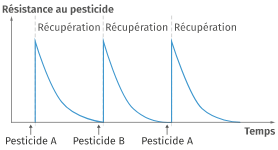 Résistance au pesticide
Récupération Récupération Récupération
Temps
Pesticide A Pesticide B Pesticide A